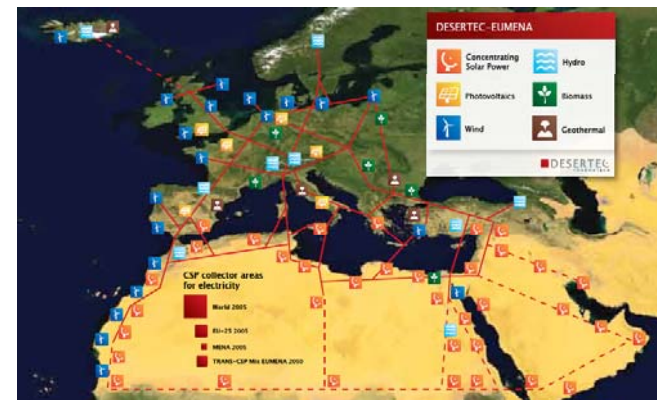 DESERTEC-EUMENA
Concentrating
Solar Power
Hydro
Photovoltaics
Biomass
Wind
Geothermal
DESERTEC
FOUNDATION
CSP collector areas
for electricity
World 2005
EU-25 2005
MENA 2005
TRANS-CSP Mix EUMENA 2050